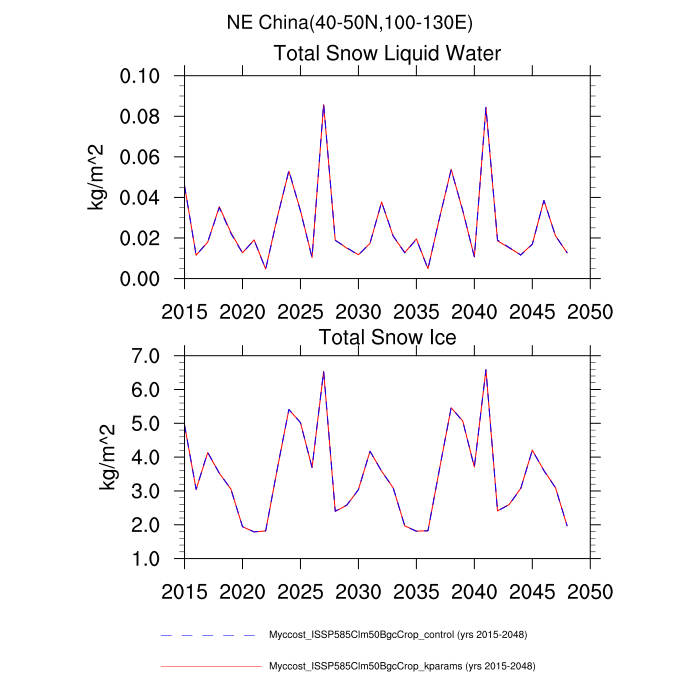 NE China(40-50N,100-130E)
Total Snow Liquid Water
0.10
0.08
0.06
0.04
0.02
0.00
kg/m^2
2015 2020 2025 2030 2035 2040 2045 2050
Total Snow Ice
7.0
6.0
5.0
4.0
3.0
2.0
1.0
kg/m^2
2015 2020 2025 2030 2035 2040 2045 2050
Myccost_ISSP585Clm50BgcCrop_control (yrs 2015-2048)
Myccost_ISSP585Clm50BgcCrop_kparams (yrs 2015-2048)